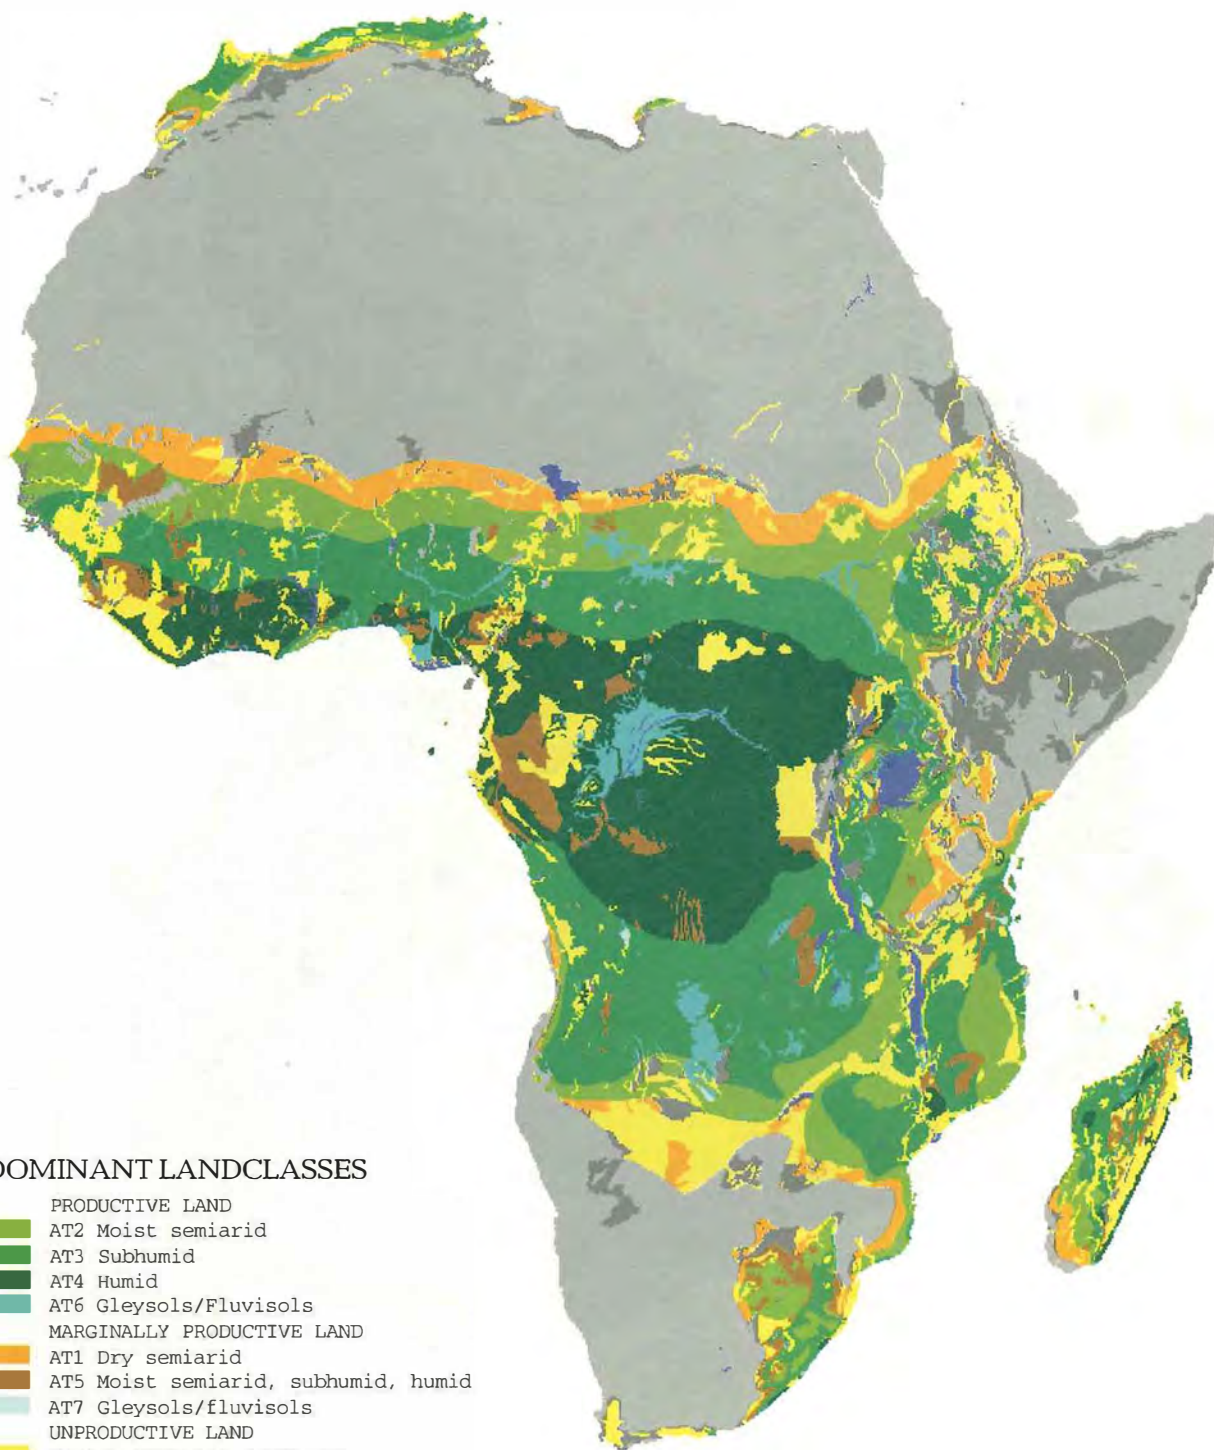 DOMINANT LANDCLASSES
PRODUCTIVE LAND
AT2 Moist semiarid
AT3 Subhumid
AT4 Humid
AT6 Gleysols/Fluvisols
MARGINALLY PRODUCTIVE LAND
AT1 Dry semiarid
AT5 Moist semiarid, subhumid, humid
AT7 Gleysols/fluvisols
UNPRODUCTIVE LAND